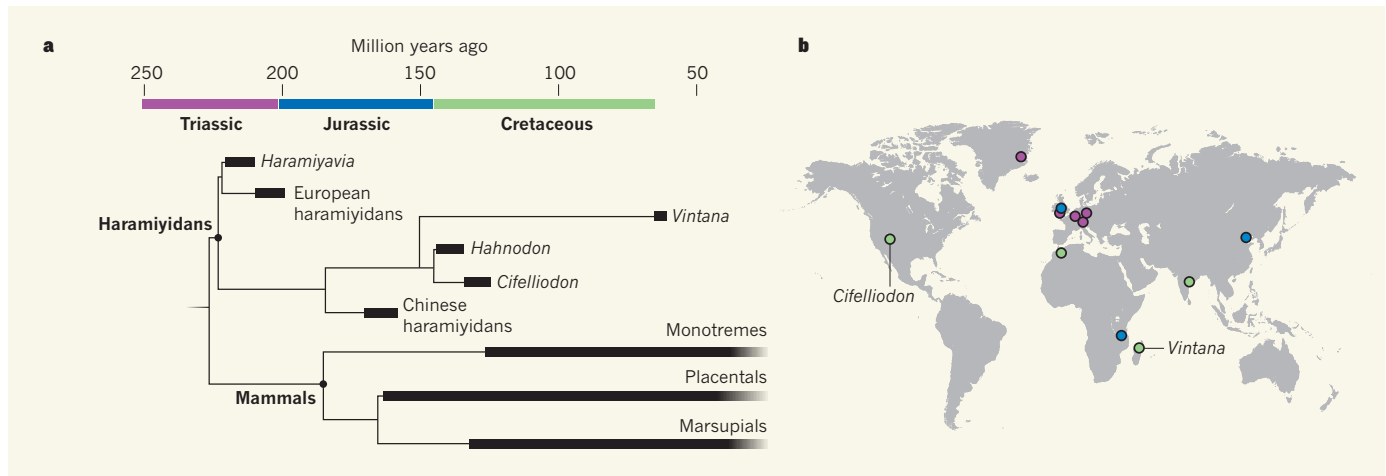 a
Million years ago
250 200 150 100 50
Triassic Jurassic Cretaceous
Haramiyavia
European
haramiyidans
Haramiyidans
Vintana
Hahnodon
Cifelliodon
Chinese
haramiyidans
Monotremes
Placentals
Mammals
Marsupials
b
Cifelliodon
Vintana